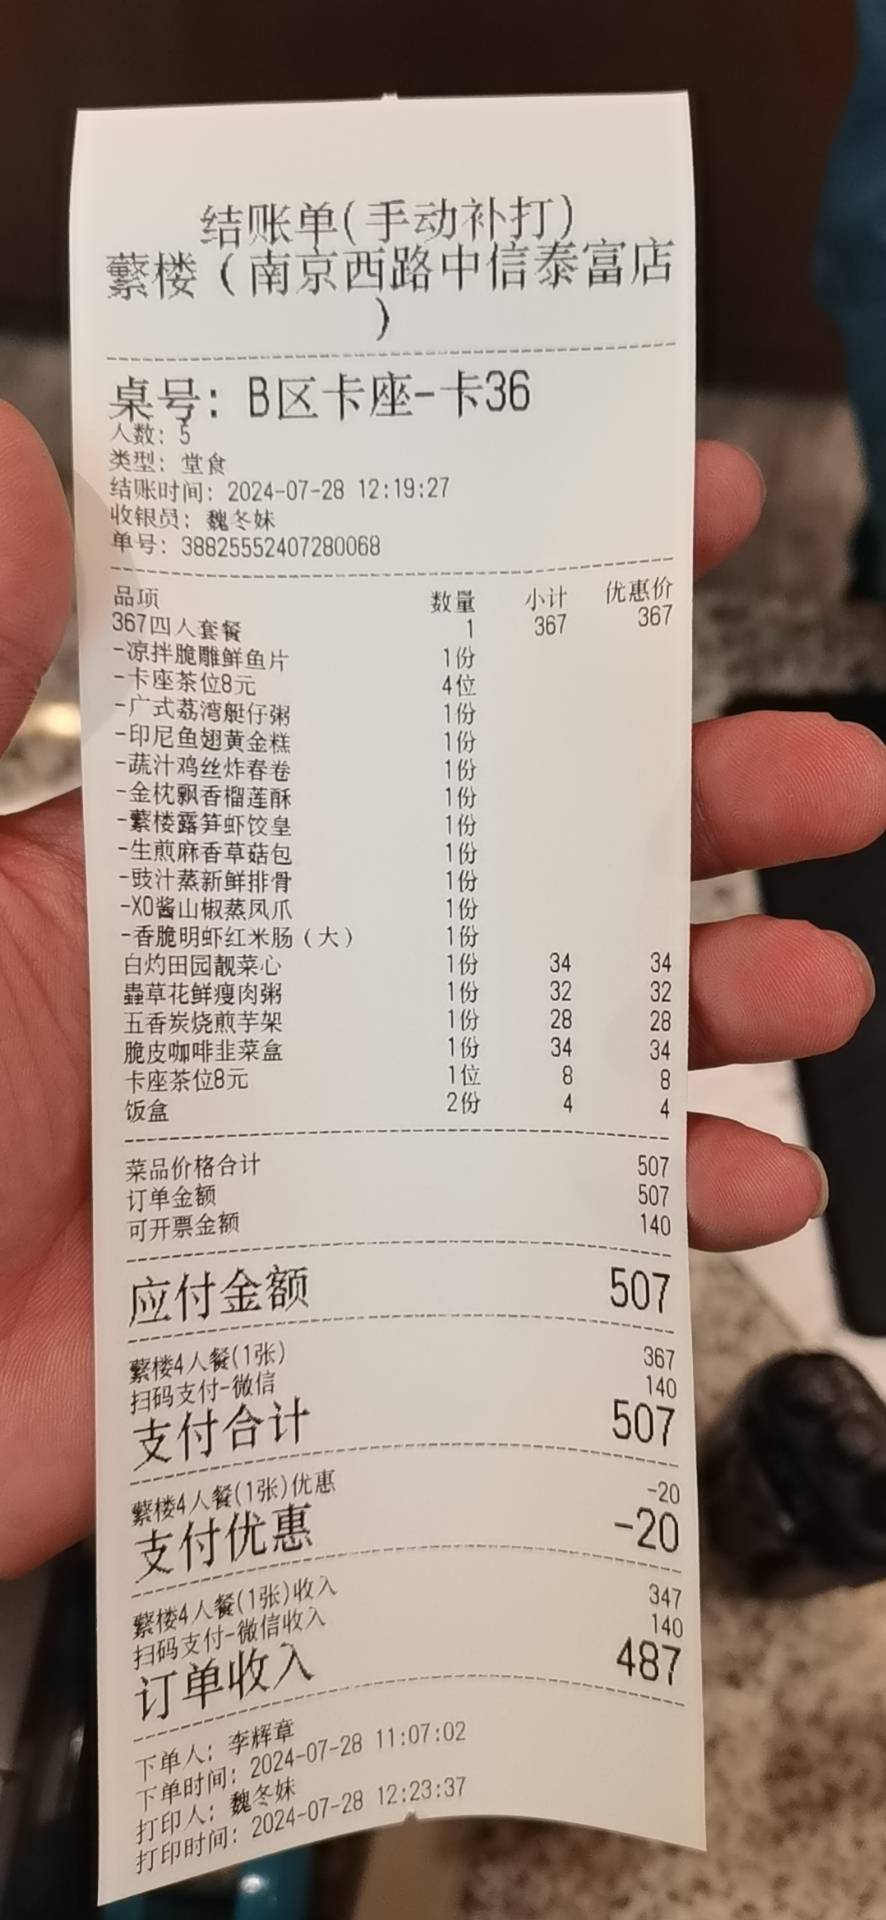 结账单(手动补打)
蘩楼（南京西路中信泰富店
）
桌号: B区卡座-卡36
人数: 5
类型: 堂食
结账时间: 2024-07-28 12:19:27
收银员: 魏冬妹
单号: 38825552407280068
品项 数量 小计 优惠价
367四人套餐 1 367 367
-凉拌脆雕鲜鱼片 1份
-卡座茶位8元 4位
-广式荔湾艇仔粥 1份
-印尼鱼翅黄金糕 1份
-蔬汁鸡丝炸春卷 1份
-金枕飘香榴莲酥 1份
-蘩楼露笋虾饺皇 1份
-生煎麻香草菇包 1份
-豉汁蒸新鲜排骨 1份
-XO酱山椒蒸凤爪 1份
-香脆明虾红米肠（大） 1份
白灼田园靓菜心 1份 34 34
蟲草花鲜瘦肉粥 1份 32 32
五香炭烧煎芋架 1份 28 28
脆皮咖啡韭菜盒 1份 34 34
卡座茶位8元 1位 8 8
饭盒 2份 4 4
菜品价格合计 507
订单金额 507
可开票金额 140
应付金额 507
蘩楼4人餐(1张) 367
扫码支付-微信 140
支付合计 507
蘩楼4人餐(1张)优惠 -20
支付优惠 -20
蘩楼4人餐(1张)收入 347
扫码支付-微信收入 140
订单收入 487
下单人: 李辉章
下单时间: 2024-07-28 11:07:02
打印人: 魏冬妹
打印时间: 2024-07-28 12:23:37